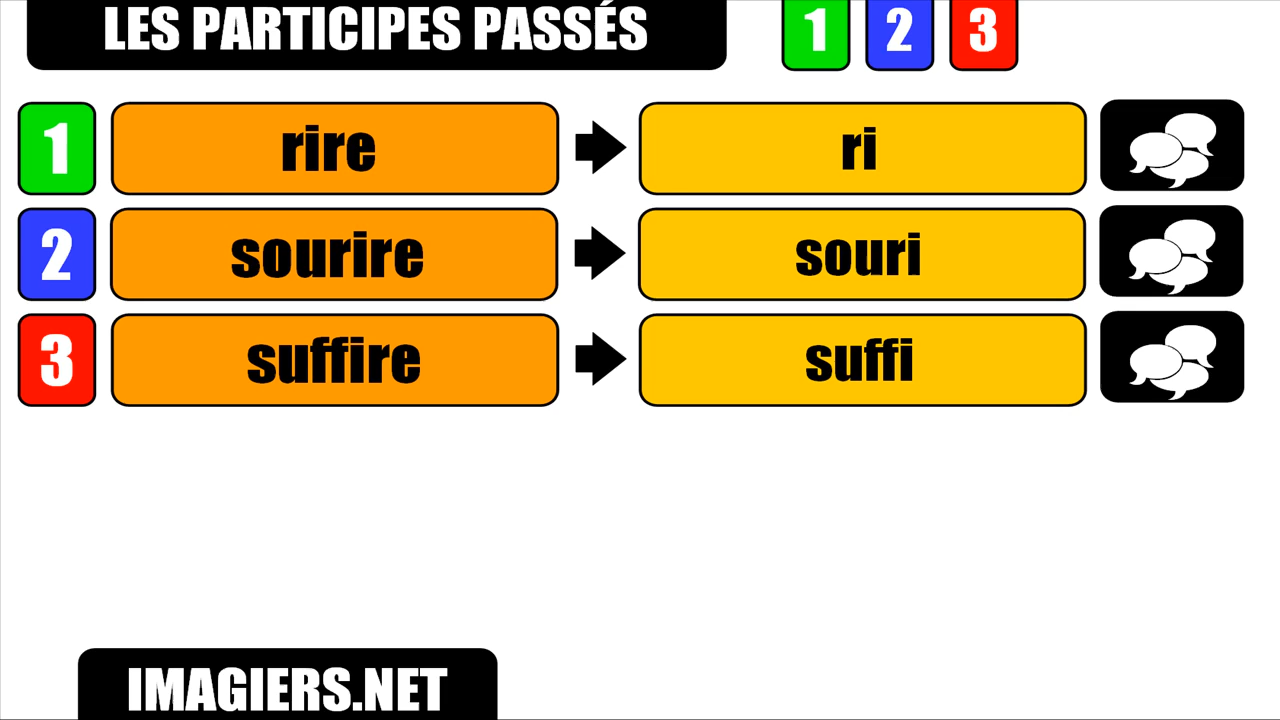 LES PARTICIPES PASSÉS 1 2 3
1 rire ri
2 sourire souri
3 suffire suffi
IMAGIERS.NET